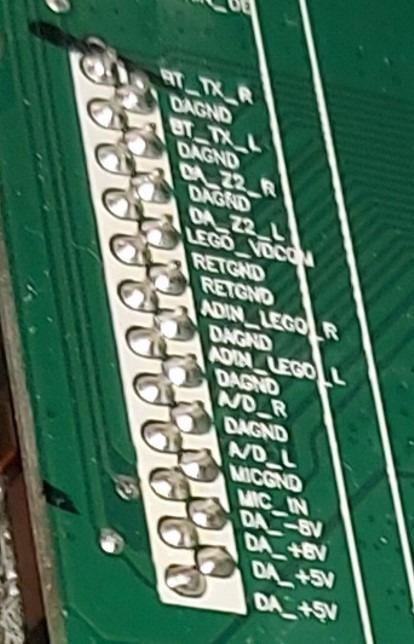 BT_TX_R
DAGND
BT_TX_L
DAGND
DA_Z2_R
DAGND
DA_Z2_L
LEGO_VDCOM
RETGND
RETGND
ADIN_LEGO_R
DAGND
ADIN_LEGO_L
DAGND
A/D_R
DAGND
A/D_L
MICGND
MIC_IN
DA_-8V
DA_+8V
DA_+5V
DA_+5V